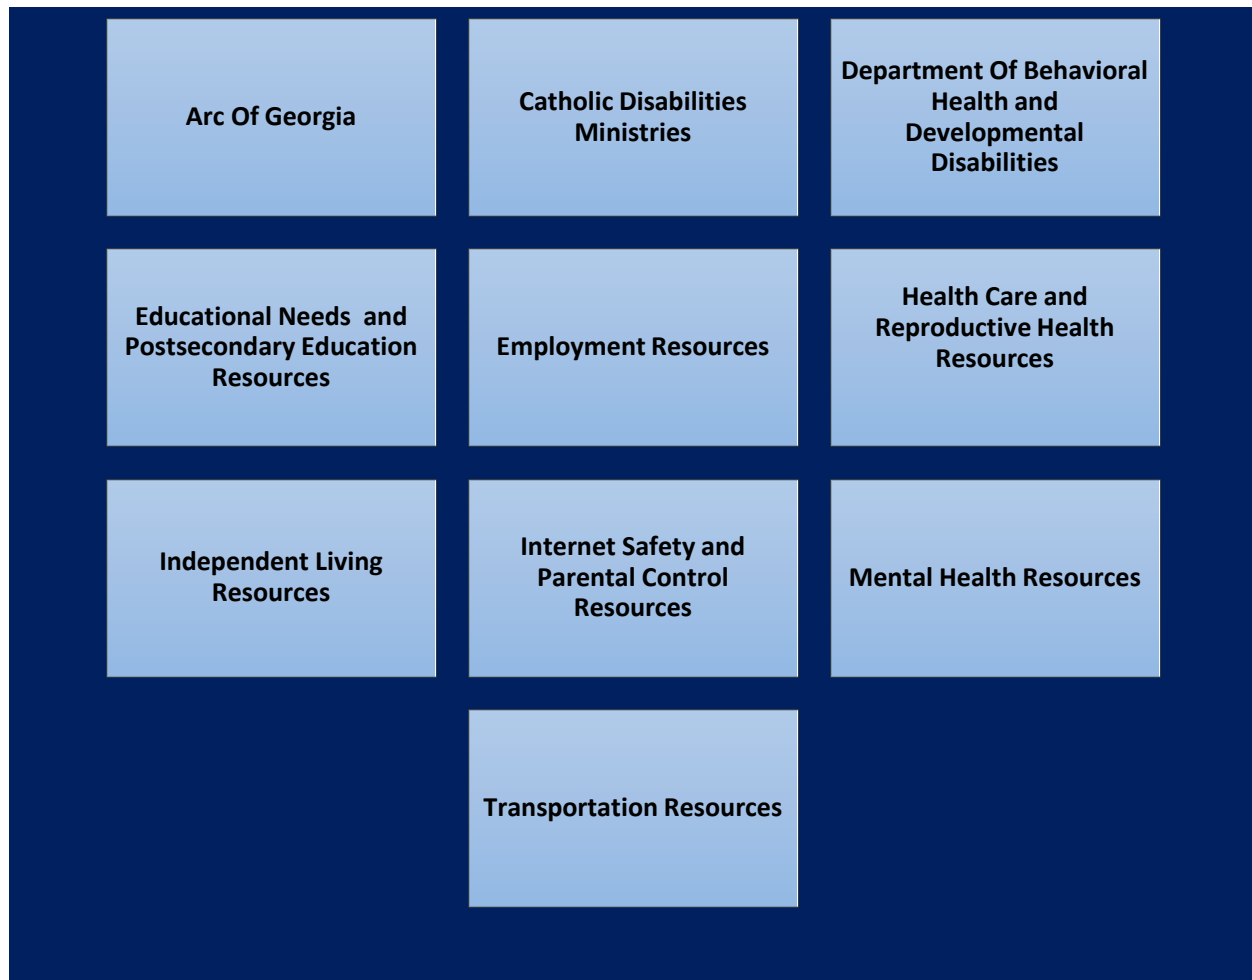 Arc Of Georgia
Catholic Disabilities
Ministries
Department Of Behavioral
Health and
Developmental
Disabilities
Educational Needs  and
Postsecondary Education
Resources
Employment Resources
Health Care and
Reproductive Health
Resources
Independent Living
Resources
Internet Safety and
Parental Control
Resources
Mental Health Resources
Transportation Resources